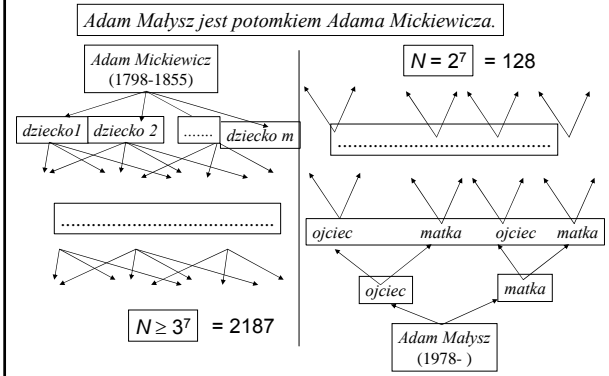 Adam Małysz jest potomkiem Adama Mickiewicza.
Adam Mickiewicz
(1798-1855)
dziecko1 dziecko 2 ....... dziecko m
..........................................
N ≥ 3⁷ = 2187
N = 2⁷ = 128
..........................................
ojciec matka ojciec matka
ojciec matka
Adam Małysz
(1978- )